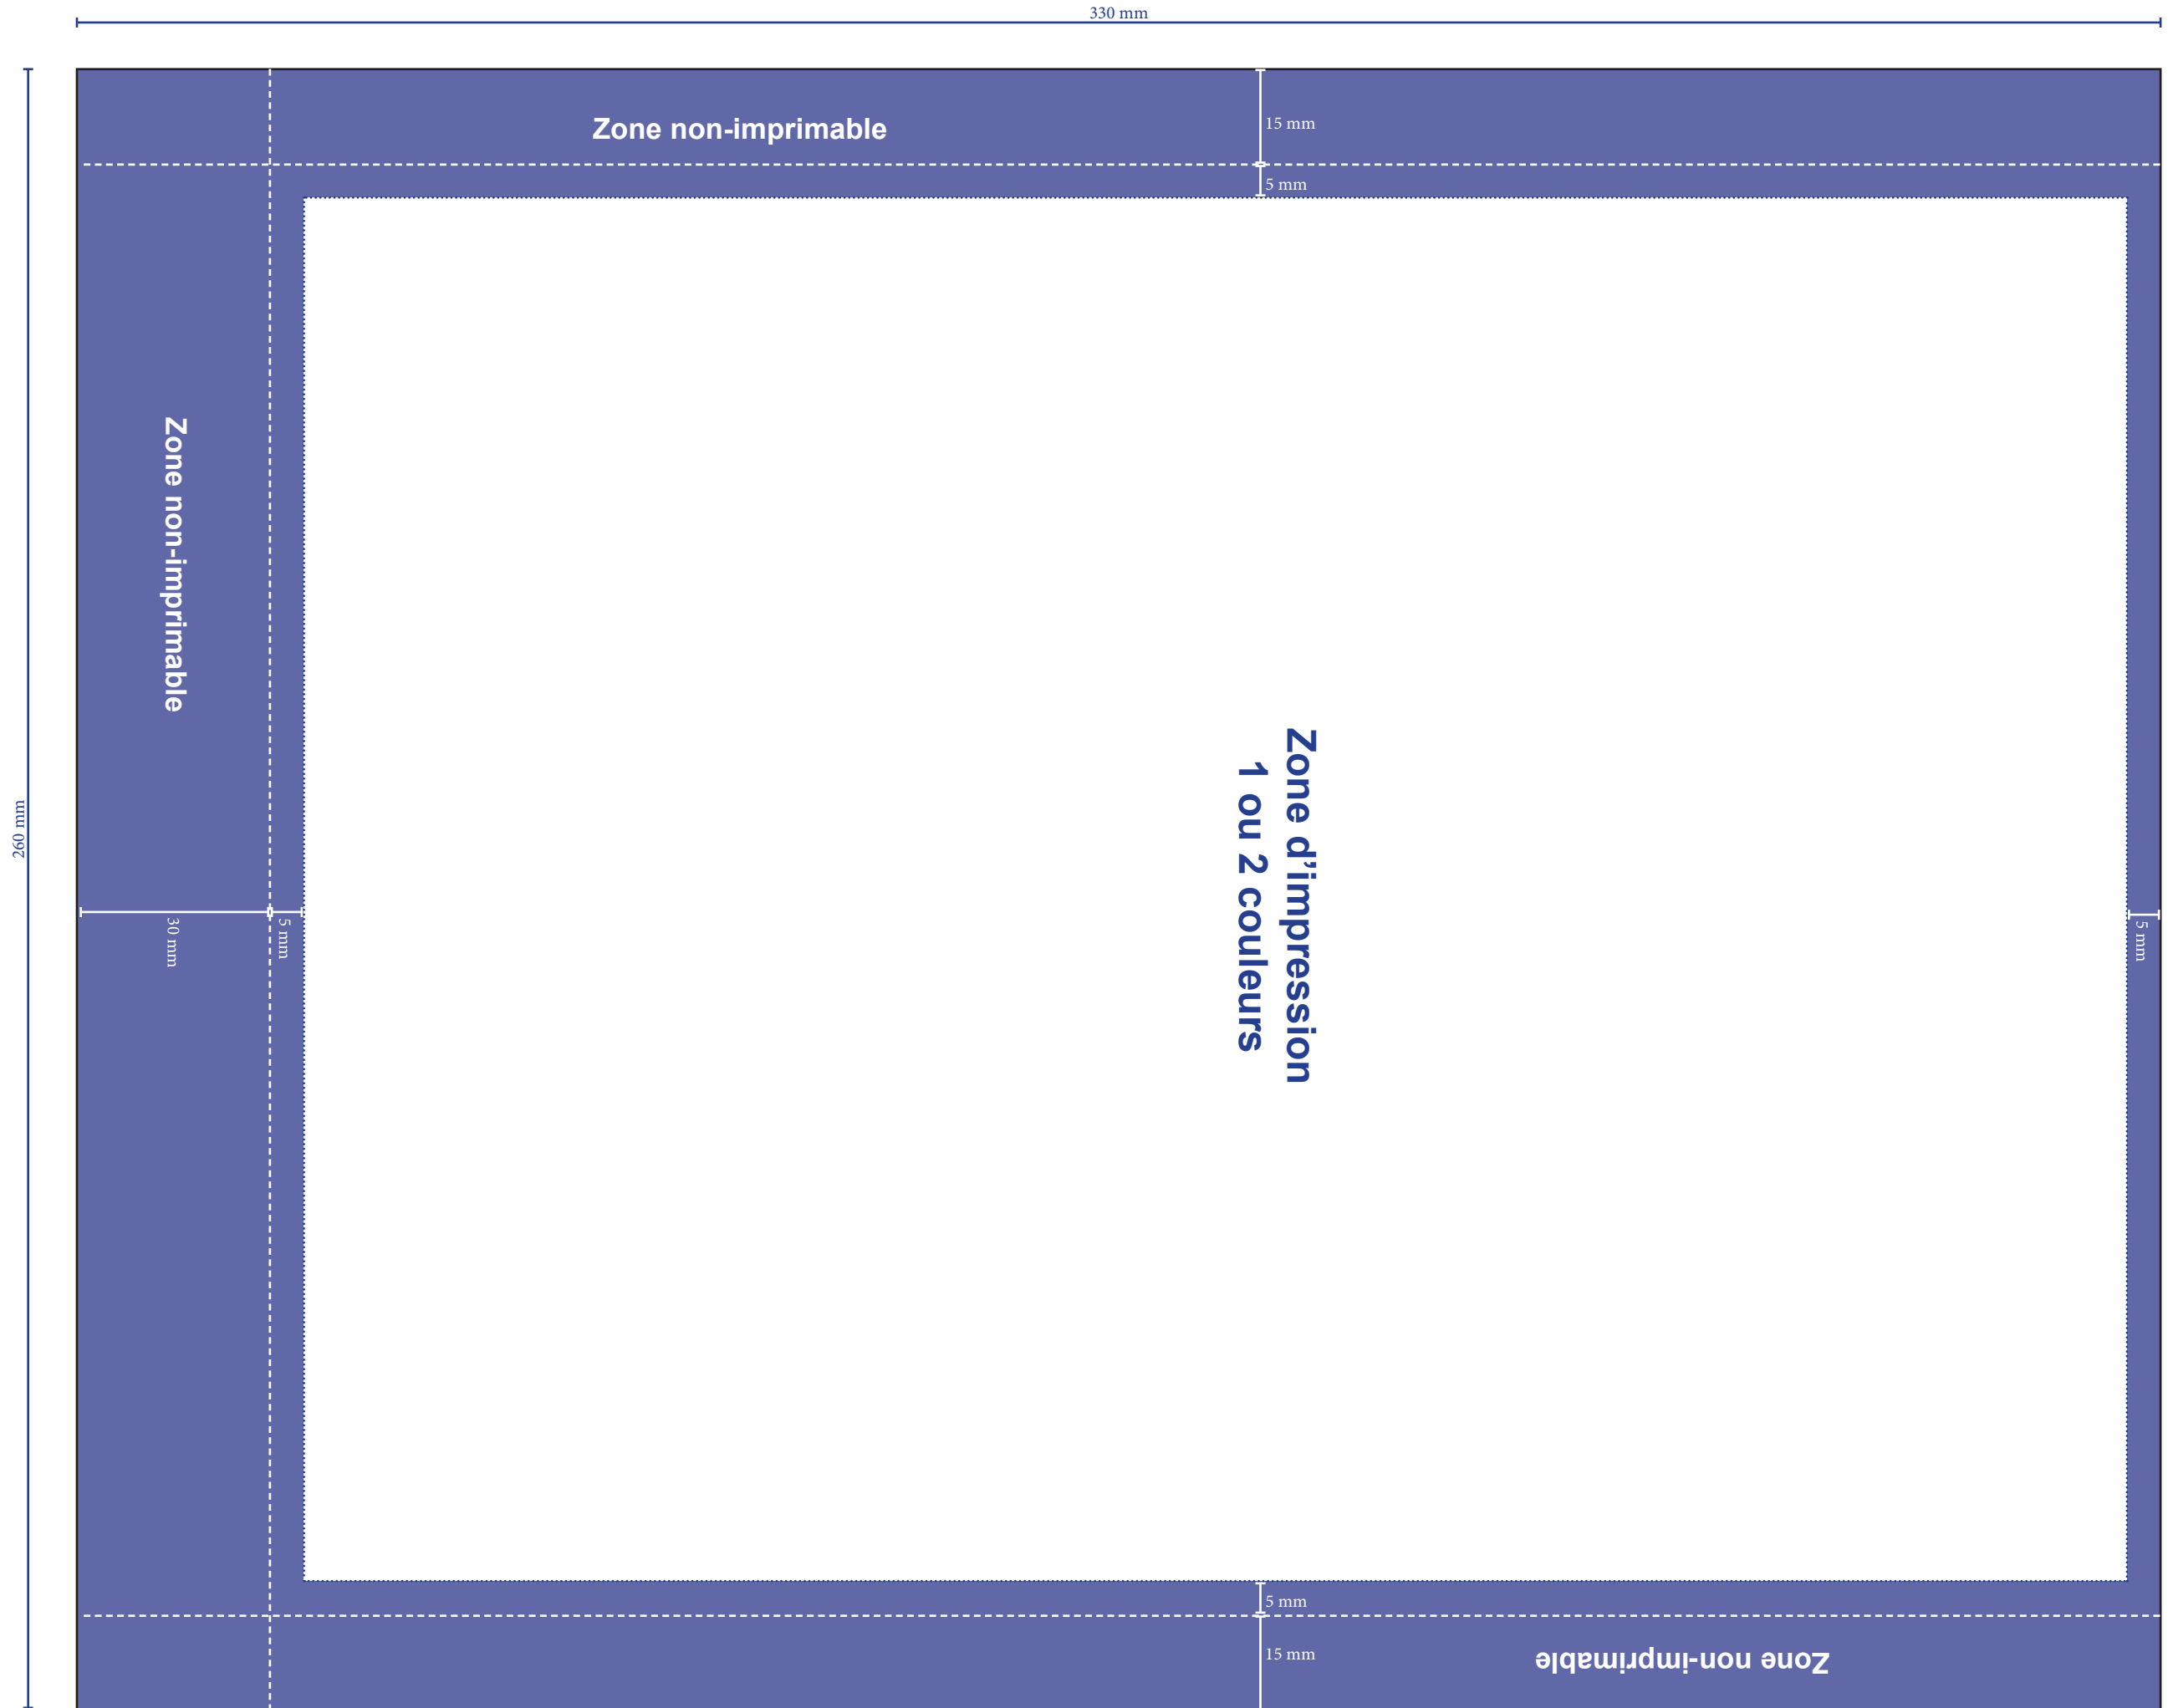 330 mm
Zone non-imprimable
15 mm
5 mm
Zone non-imprimable
Zone d’impression
1 ou 2 couleurs
260 mm
30 mm
5 mm
5 mm
5 mm
15 mm
Zone non-imprimable